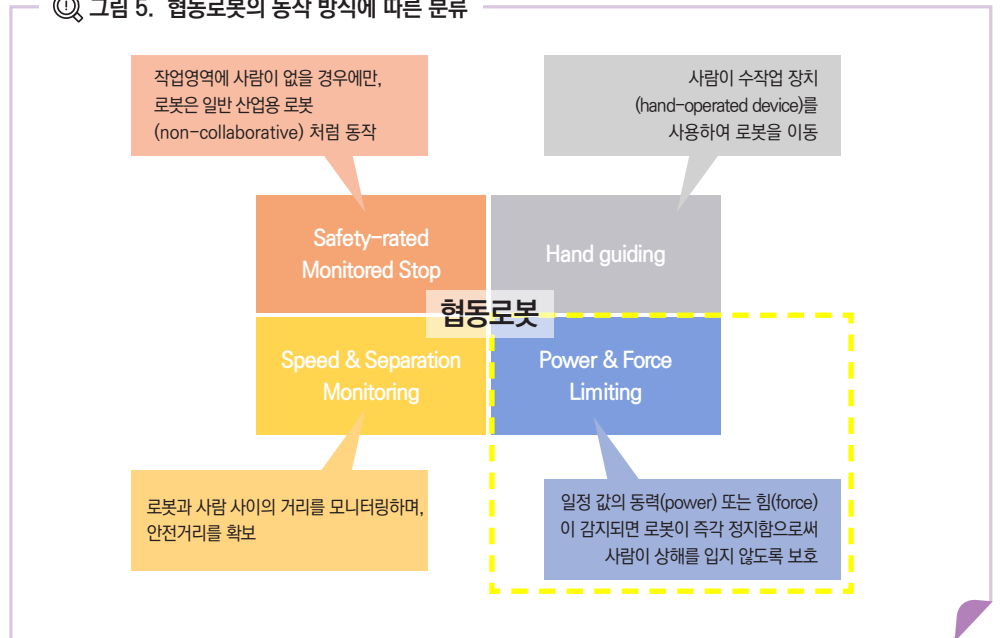 그림 5. 협동로봇의 동작 방식에 따른 분류
작업영역에 사람이 없을 경우에만,
로봇은 일반 산업용 로봇
(non-collaborative) 처럼 동작
사람이 수작업 장치
(hand-operated device)를
사용하여 로봇을 이동
Safety-rated
Monitored Stop
Hand guiding
협동로봇
Speed & Separation
Monitoring
Power & Force
Limiting
로봇과 사람 사이의 거리를 모니터링하며,
안전거리를 확보
일정 값의 동력(power) 또는 힘(force)
이 감지되면 로봇이 즉각 정지함으로써
사람이 상해를 입지 않도록 보호